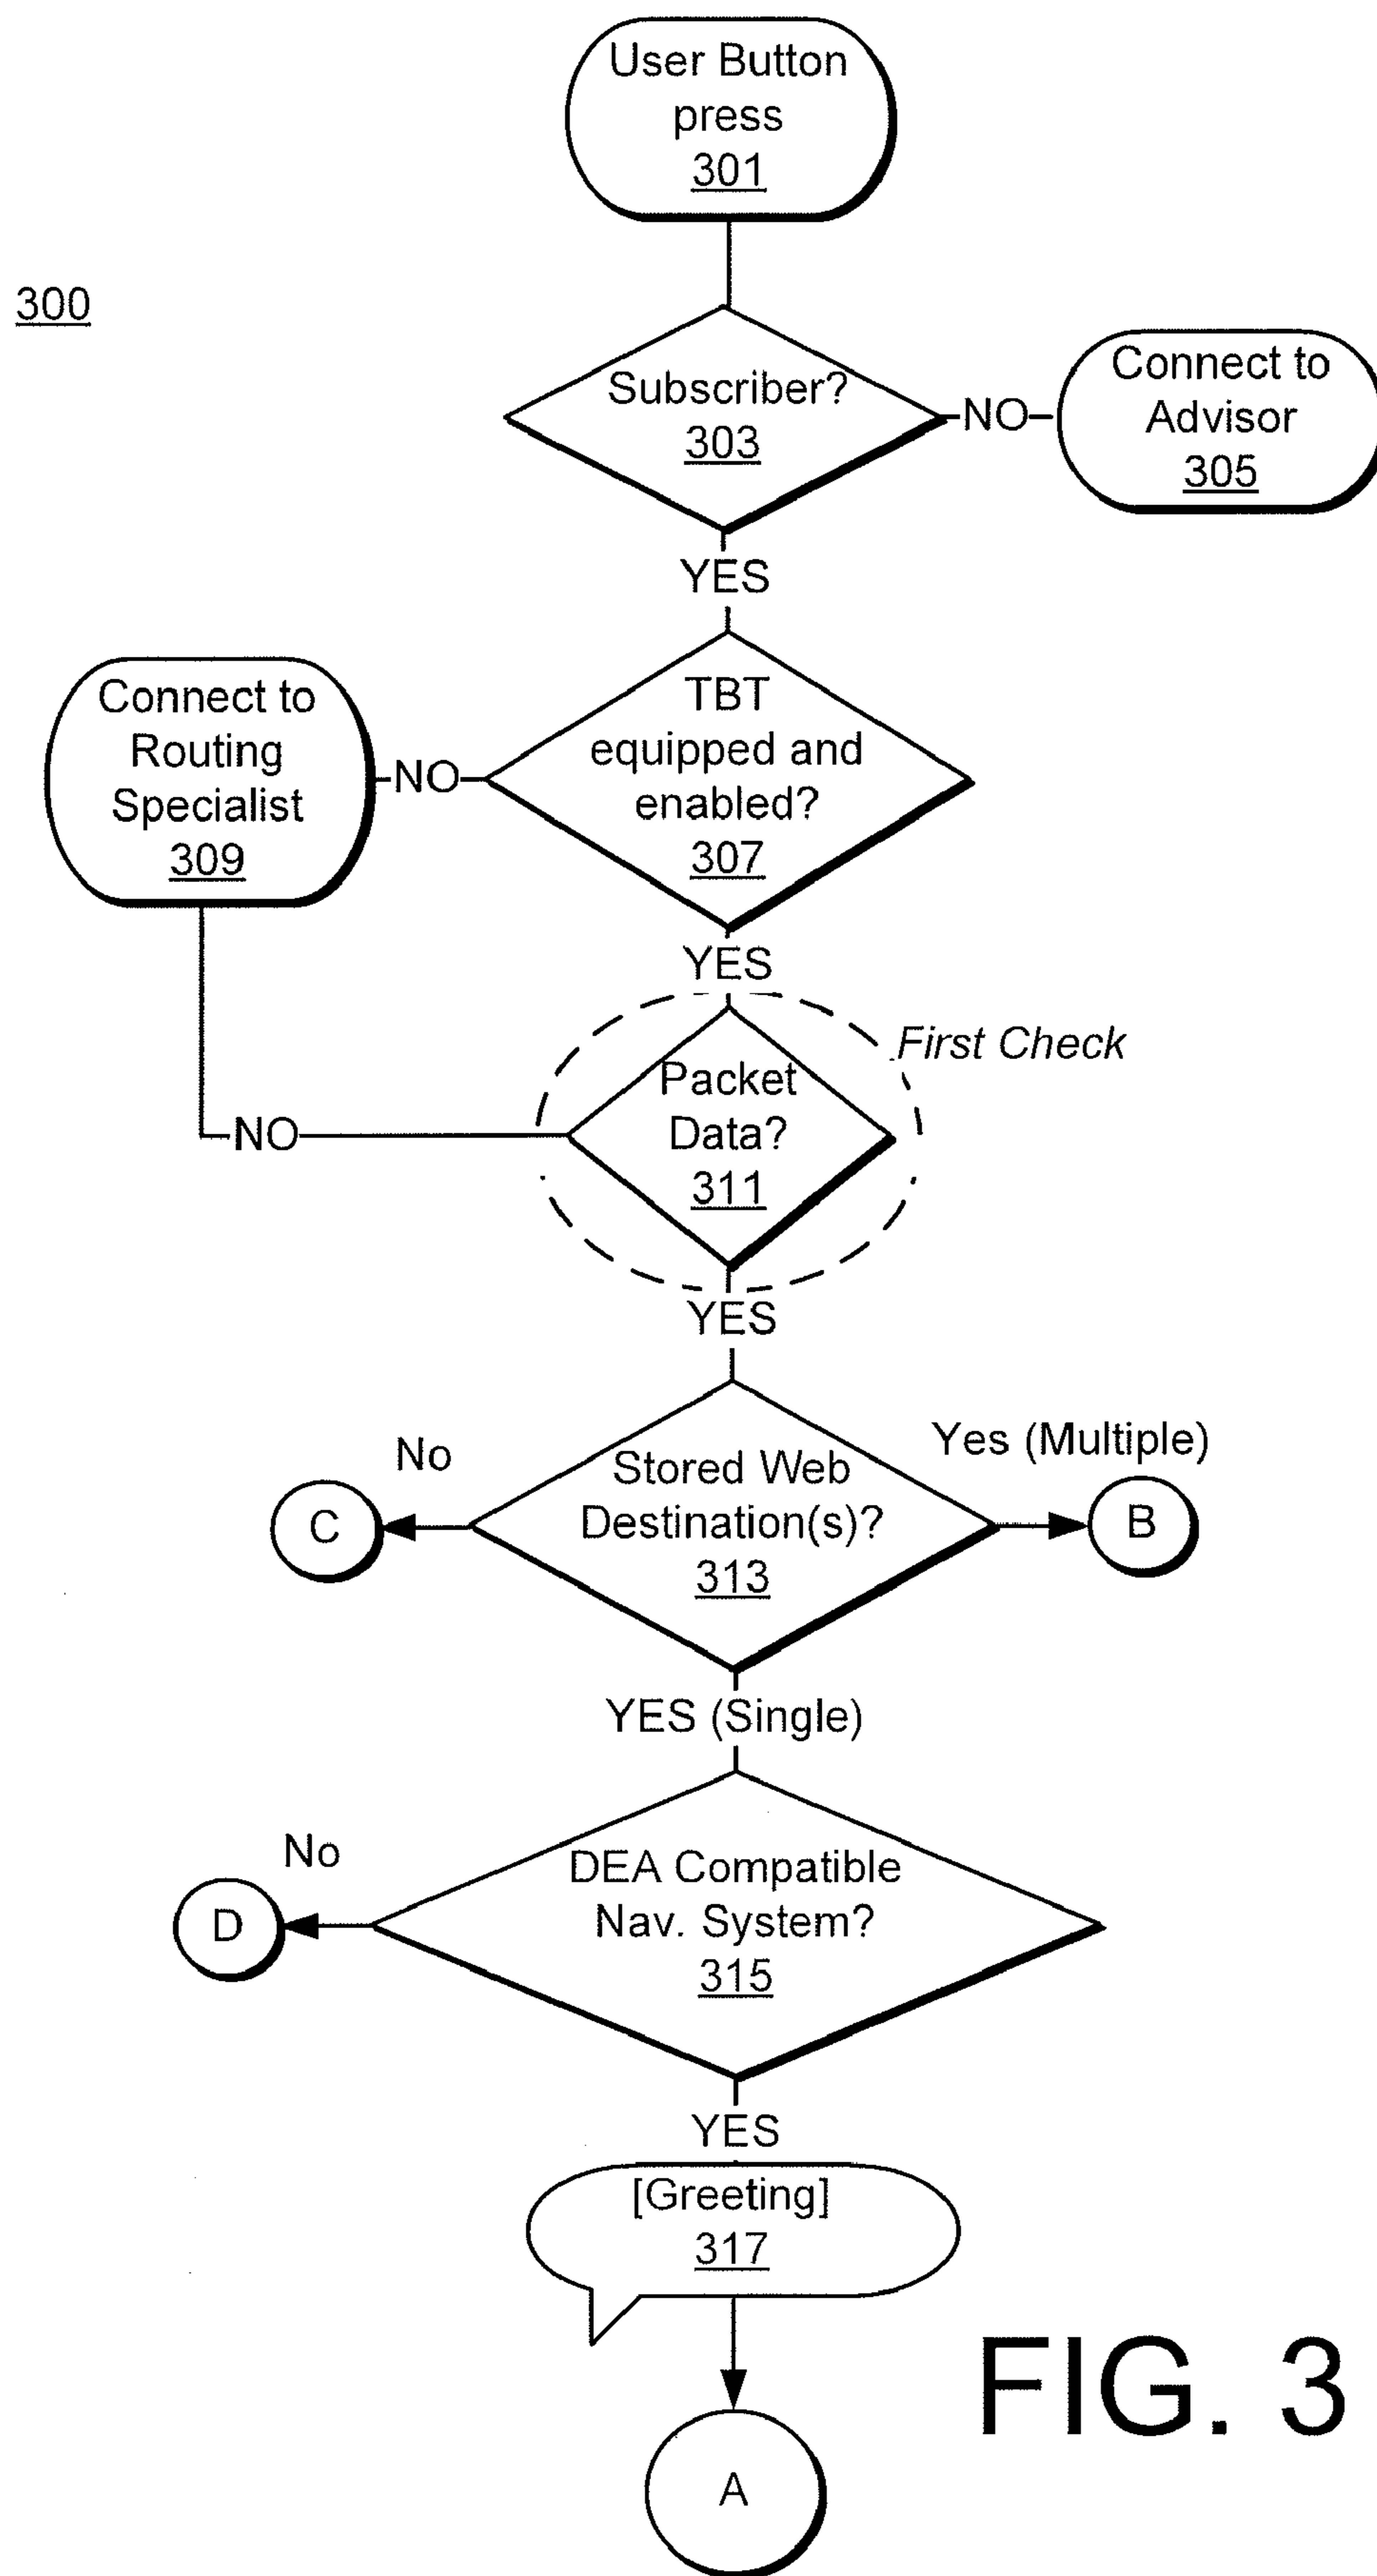 User Button
press
301
300
Subscriber?
303
NO
Connect to
Advisor
305
YES
Connect to
Routing
Specialist
309
NO
TBT
equipped and
enabled?
307
YES
First Check
Packet
Data?
311
NO
YES
No
Yes (Multiple)
C
Stored Web
Destination(s)?
313
B
YES (Single)
No
DEA Compatible
Nav. System?
315
D
YES
[Greeting]
317
FIG. 3
A